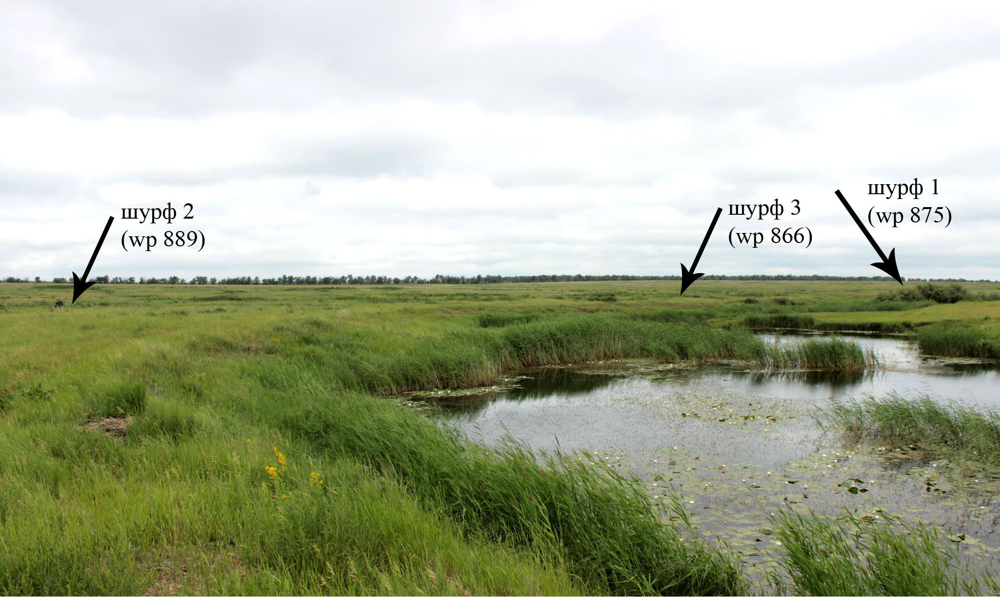 шурф 2
(wp 889)
шурф 3
(wp 866)
шурф 1
(wp 875)